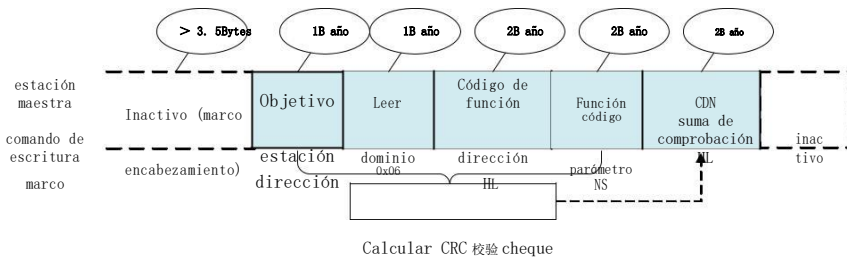 > 3. 5Bytes
1B año
1B año
2B año
2B año
2B año
estación
maestra
comando de
escritura
marco
Inactivo (marco
encabezamiento)
Objetivo
estación
dirección
Leer
dominio
0x06
Código de
función
dirección
HL
Función
código
parámetro
NS
CDN
suma de
comprobación
NL
inac
tivo
Calcular CRC 校验 cheque